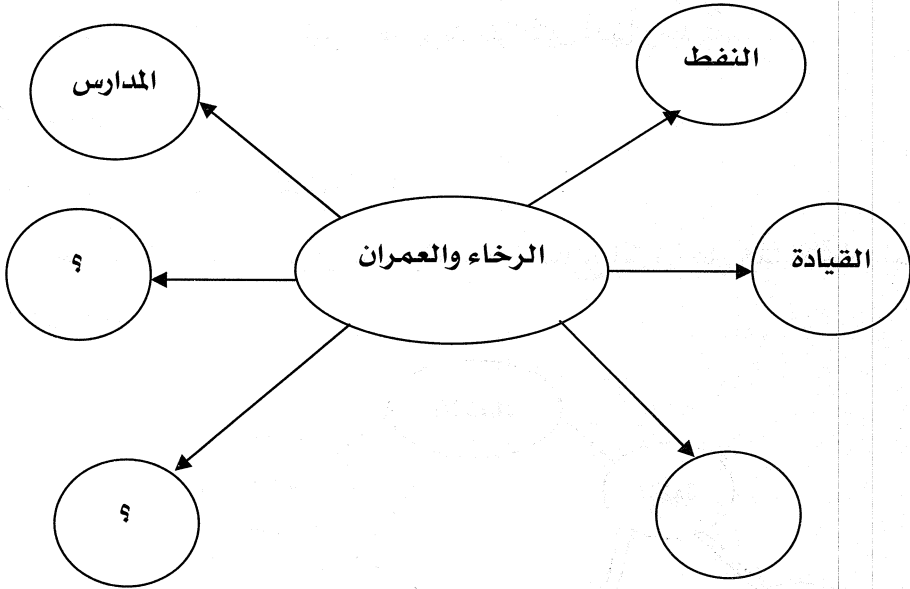 النفط
المدارس
الرخاء والعمران
القيادة
؟
؟